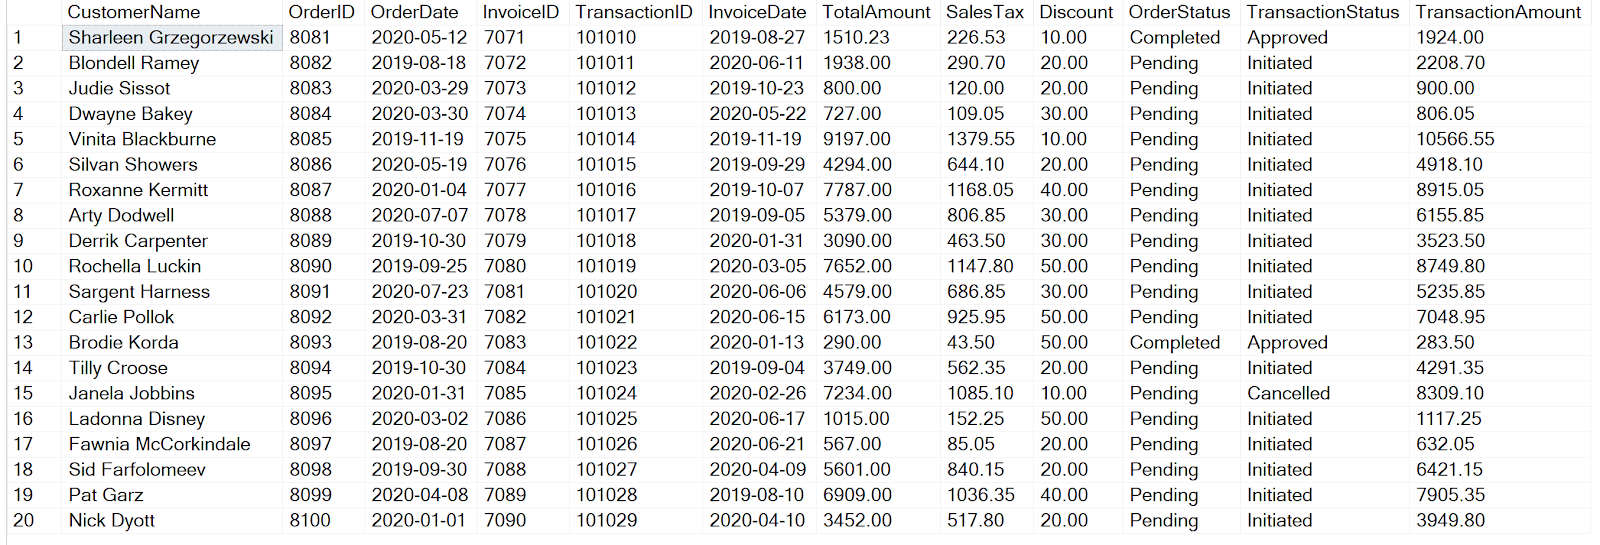 CustomerName OrderID OrderDate InvoiceID TransactionID InvoiceDate TotalAmount SalesTax Discount OrderStatus TransactionStatus TransactionAmount
1 Sharleen Grzegorzewski 8081 2020-05-12 7071 101010 2019-08-27 1510.23 226.53 10.00 Completed Approved 1924.00
2 Blondell Ramey 8082 2019-08-18 7072 101011 2020-06-11 1938.00 290.70 20.00 Pending Initiated 2208.70
3 Judie Sissot 8083 2020-03-29 7073 101012 2019-10-23 800.00 120.00 20.00 Pending Initiated 900.00
4 Dwayne Bakey 8084 2020-03-30 7074 101013 2020-05-22 727.00 109.05 30.00 Pending Initiated 806.05
5 Vinita Blackburne 8085 2019-11-19 7075 101014 2019-11-19 9197.00 1379.55 10.00 Pending Initiated 10566.55
6 Silvan Showers 8086 2020-05-19 7076 101015 2019-09-29 4294.00 644.10 20.00 Pending Initiated 4918.10
7 Roxanne Kermitt 8087 2020-01-04 7077 101016 2019-10-07 7787.00 1168.05 40.00 Pending Initiated 8915.05
8 Arty Dodwell 8088 2020-07-07 7078 101017 2019-09-05 5379.00 806.85 30.00 Pending Initiated 6155.85
9 Derrik Carpenter 8089 2019-10-30 7079 101018 2020-01-31 3090.00 463.50 30.00 Pending Initiated 3523.50
10 Rochella Luckin 8090 2019-09-25 7080 101019 2020-03-05 7652.00 1147.80 50.00 Pending Initiated 8749.80
11 Sargent Harness 8091 2020-07-23 7081 101020 2020-06-06 4579.00 686.85 30.00 Pending Initiated 5235.85
12 Carlie Pollok 8092 2020-03-31 7082 101021 2020-06-15 6173.00 925.95 50.00 Pending Initiated 7048.95
13 Brodie Korda 8093 2019-08-20 7083 101022 2020-01-13 290.00 43.50 50.00 Completed Approved 283.50
14 Tilly Croose 8094 2019-10-30 7084 101023 2019-09-04 3749.00 562.35 20.00 Pending Initiated 4291.35
15 Janela Jobbins 8095 2020-01-31 7085 101024 2020-02-26 7234.00 1085.10 10.00 Pending Cancelled 8309.10
16 Ladonna Disney 8096 2020-03-02 7086 101025 2020-06-17 1015.00 152.25 50.00 Pending Initiated 1117.25
17 Fawnia McCorkindale 8097 2019-08-20 7087 101026 2020-06-21 567.00 85.05 20.00 Pending Initiated 632.05
18 Sid Farfolomeev 8098 2019-09-30 7088 101027 2020-04-09 5601.00 840.15 20.00 Pending Initiated 6421.15
19 Pat Garz 8099 2020-04-08 7089 101028 2019-08-10 6909.00 1036.35 40.00 Pending Initiated 7905.35
20 Nick Dyott 8100 2020-01-01 7090 101029 2020-04-10 3452.00 517.80 20.00 Pending Initiated 3949.80